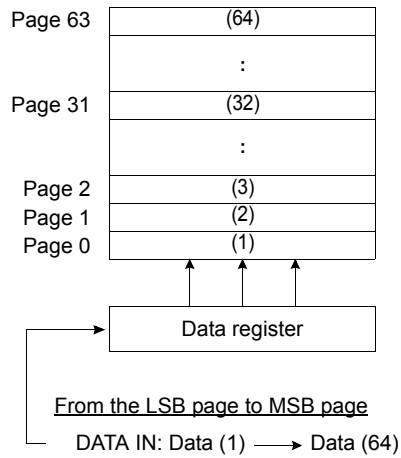 Page 63 (64)
:
Page 31 (32)
:
Page 2 (3)
Page 1 (2)
Page 0 (1)
Data register
From the LSB page to MSB page
DATA IN: Data (1) Data (64)